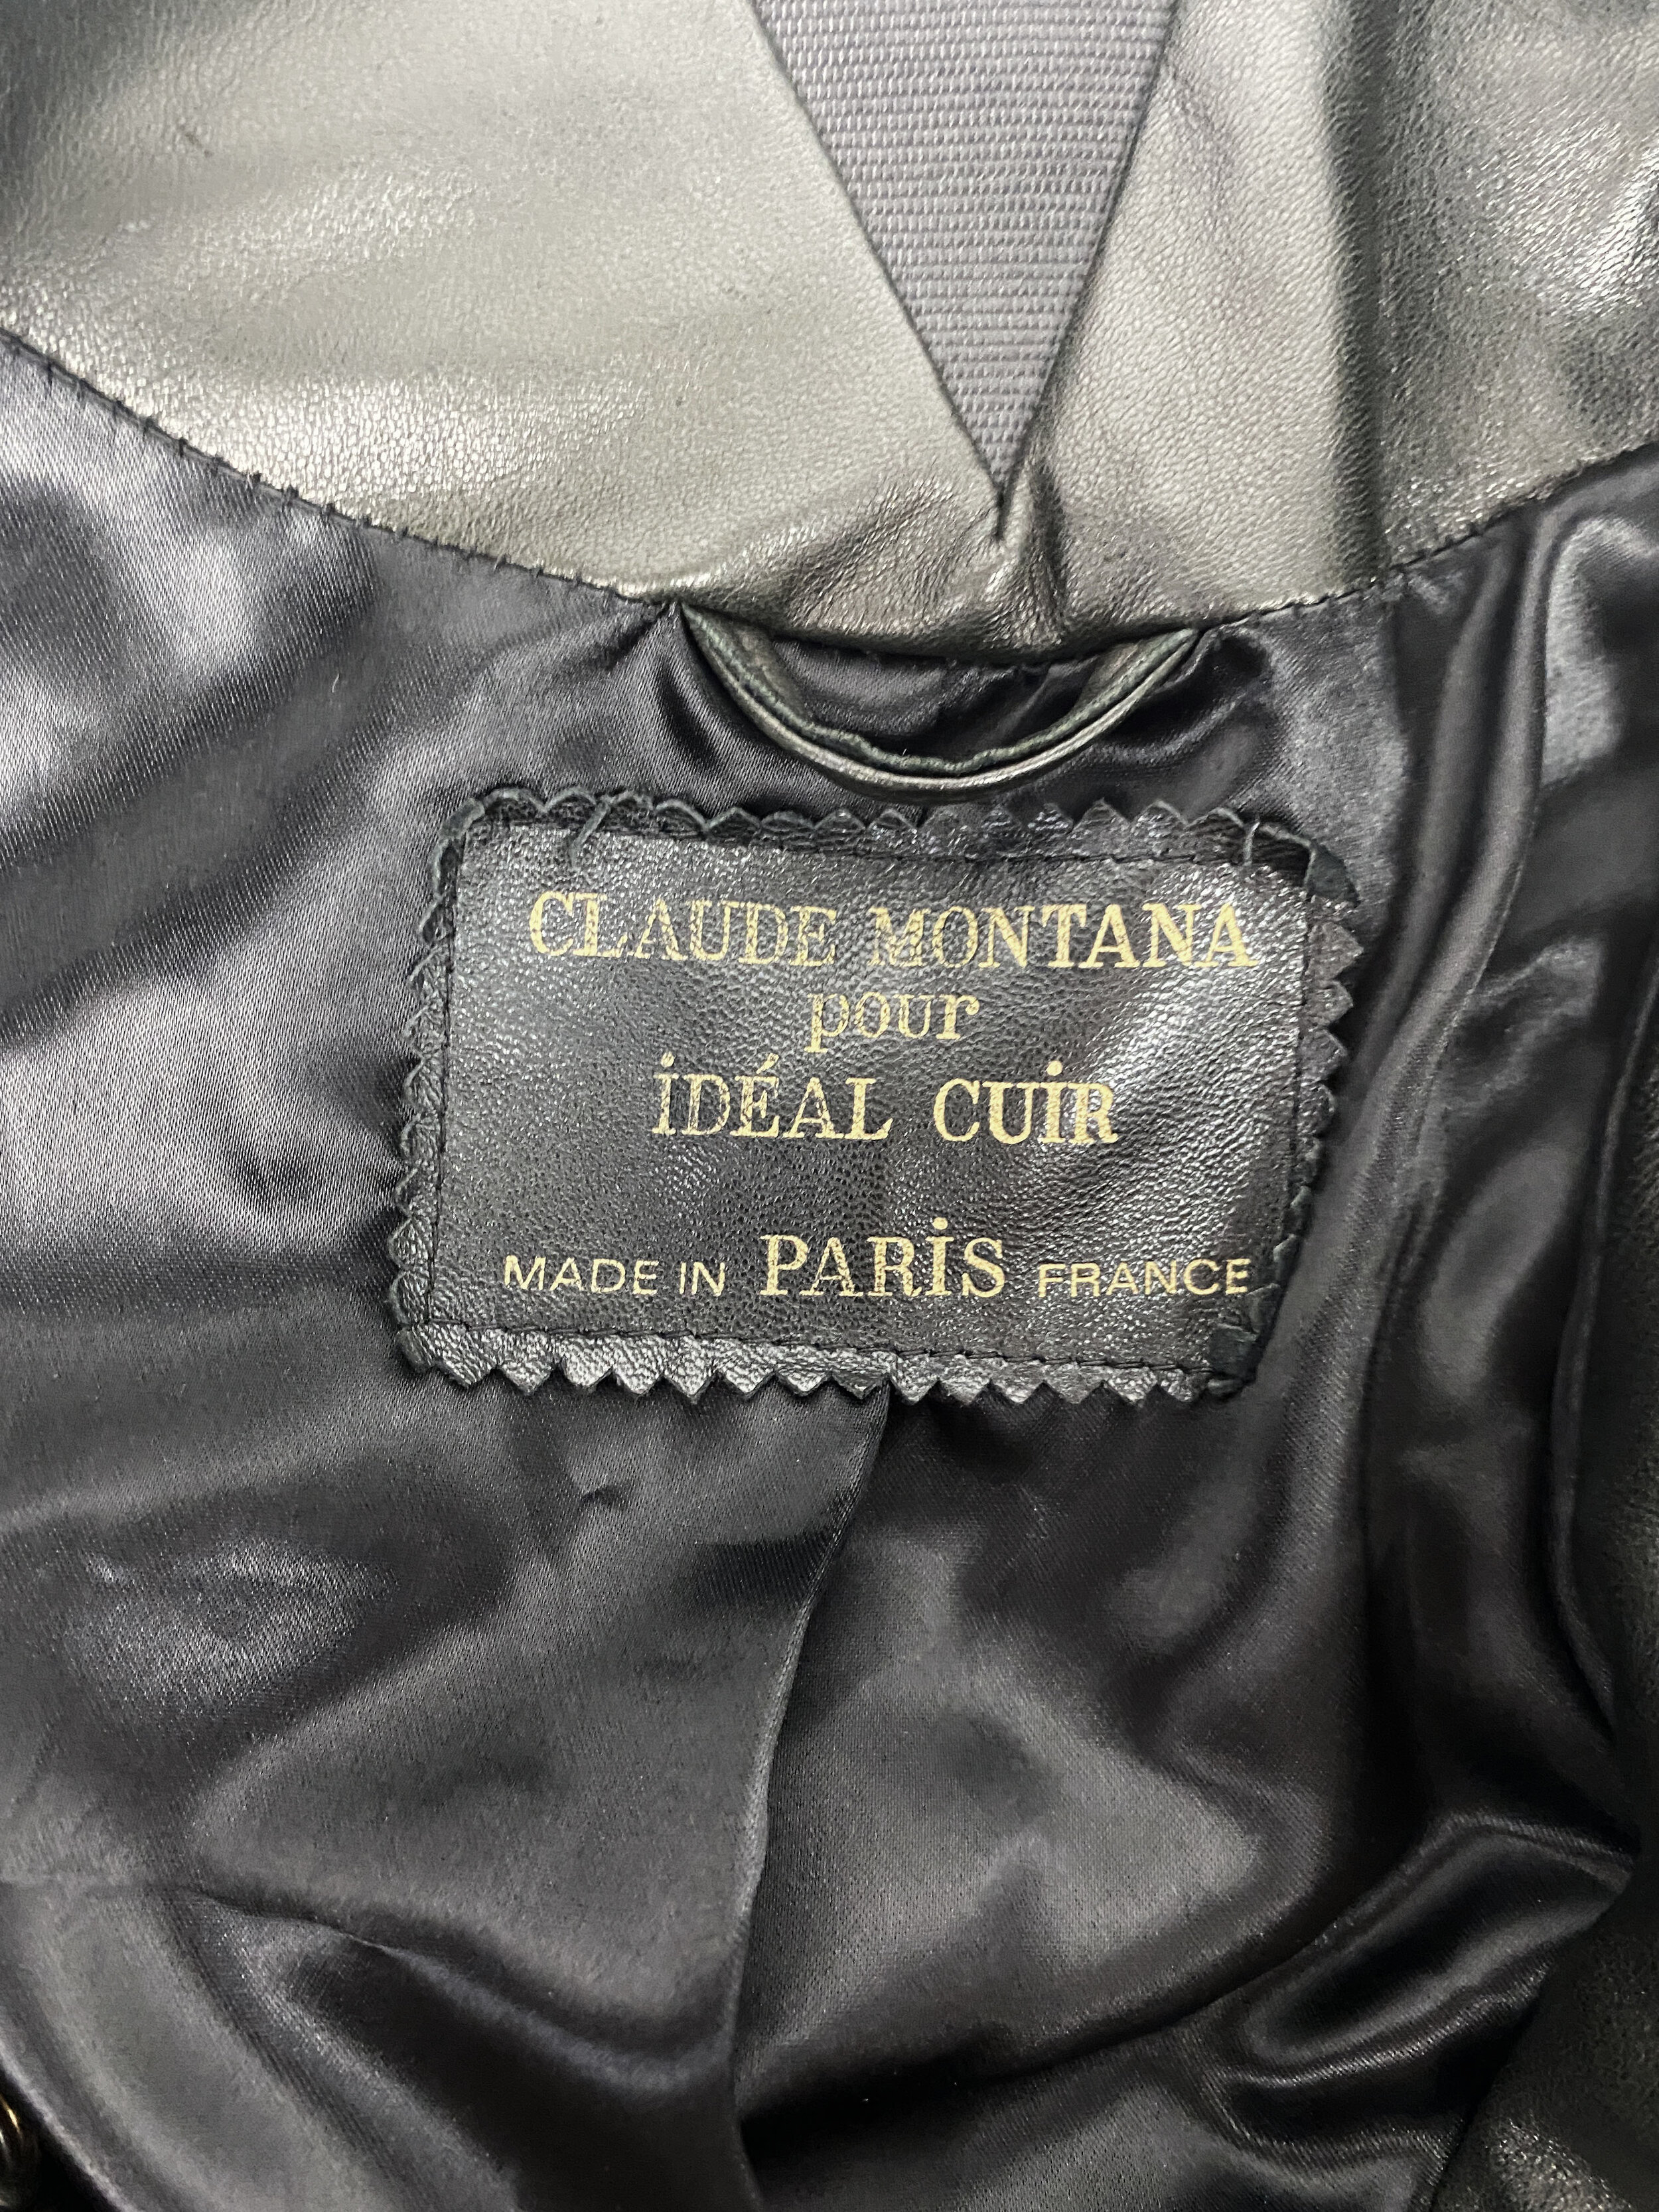 CLAUDE MONTANA
pour
iDÉAL CUiR
MADE IN PARiS FRANCE